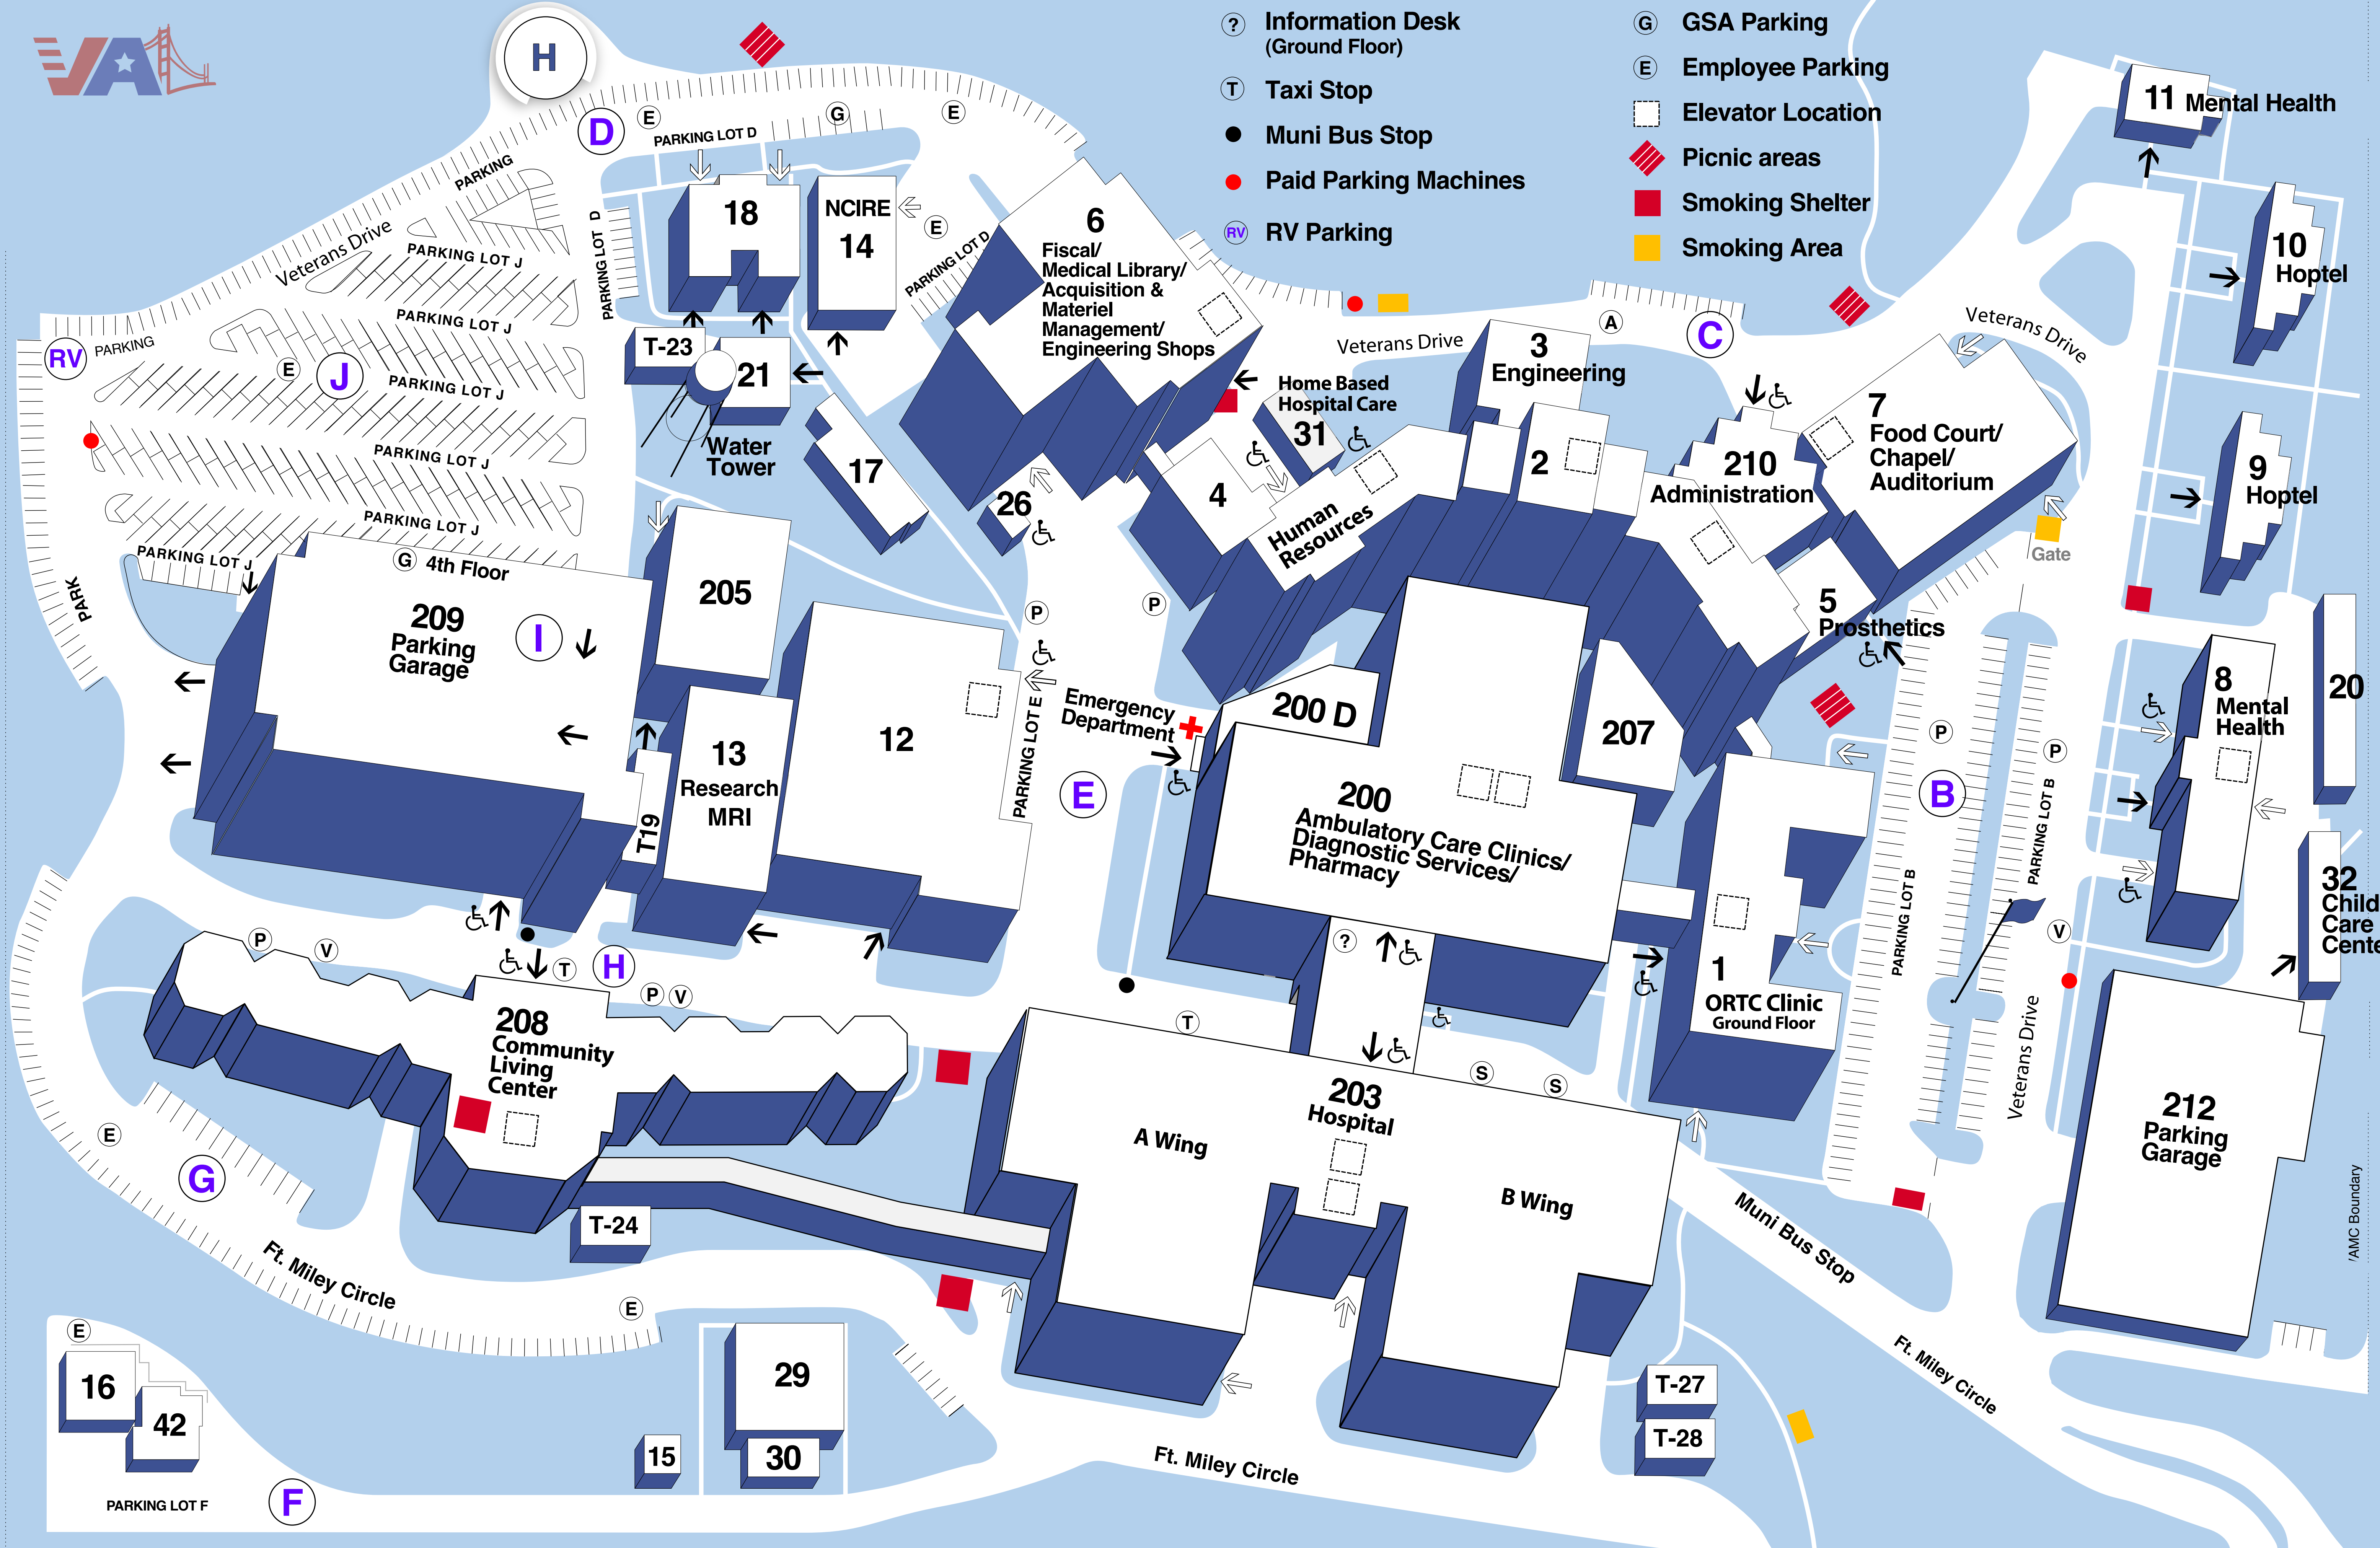 VA
H
? Information Desk
(Ground Floor)
T Taxi Stop
Muni Bus Stop
Paid Parking Machines
RV RV Parking
G GSA Parking
E Employee Parking
Elevator Location
Picnic areas
Smoking Shelter
Smoking Area
11 Mental Health
D
E
G
E
PARKING LOT D
PARKING
Veterans Drive
PARKING LOT D
18
NCIRE
14
E
PARKING LOT D
6
Fiscal/
Medical Library/
Acquisition &
Materiel
Management/
Engineering Shops
10
Hoptel
PARKING LOT J
PARKING LOT J
RV
PARKING
E
J
PARKING LOT J
PARKING LOT J
PARKING LOT J
PARKING LOT J
PARK
T-23
21
Water
Tower
17
26
Veterans Drive
A
C
Veterans Drive
3
Engineering
Home Based
Hospital Care
31
4
Human
Resources
2
210
Administration
7
Food Court/
Chapel/
Auditorium
9
Hoptel
Gate
5
Prosthetics
G 4th Floor
209
Parking
Garage
I
205
12
13
Research
MRI
T19
P
P
PARKING LOT E
E
Emergency
Department
200 D
207
200
Ambulatory Care Clinics/
Diagnostic Services/
Pharmacy
8
Mental
Health
20
P
P
B
PARKING LOT B
PARKING LOT B
V
Veterans Drive
32
Child
Care
Cente
1
ORTC Clinic
Ground Floor
?
P
V
T
H
P V
208
Community
Living
Center
T
S
S
203
Hospital
A Wing
B Wing
212
Parking
Garage
AMC Boundary
E
G
T-24
Ft. Miley Circle
E
Muni Bus Stop
Ft. Miley Circle
E
16
42
29
30
15
T-27
T-28
Ft. Miley Circle
PARKING LOT F
F